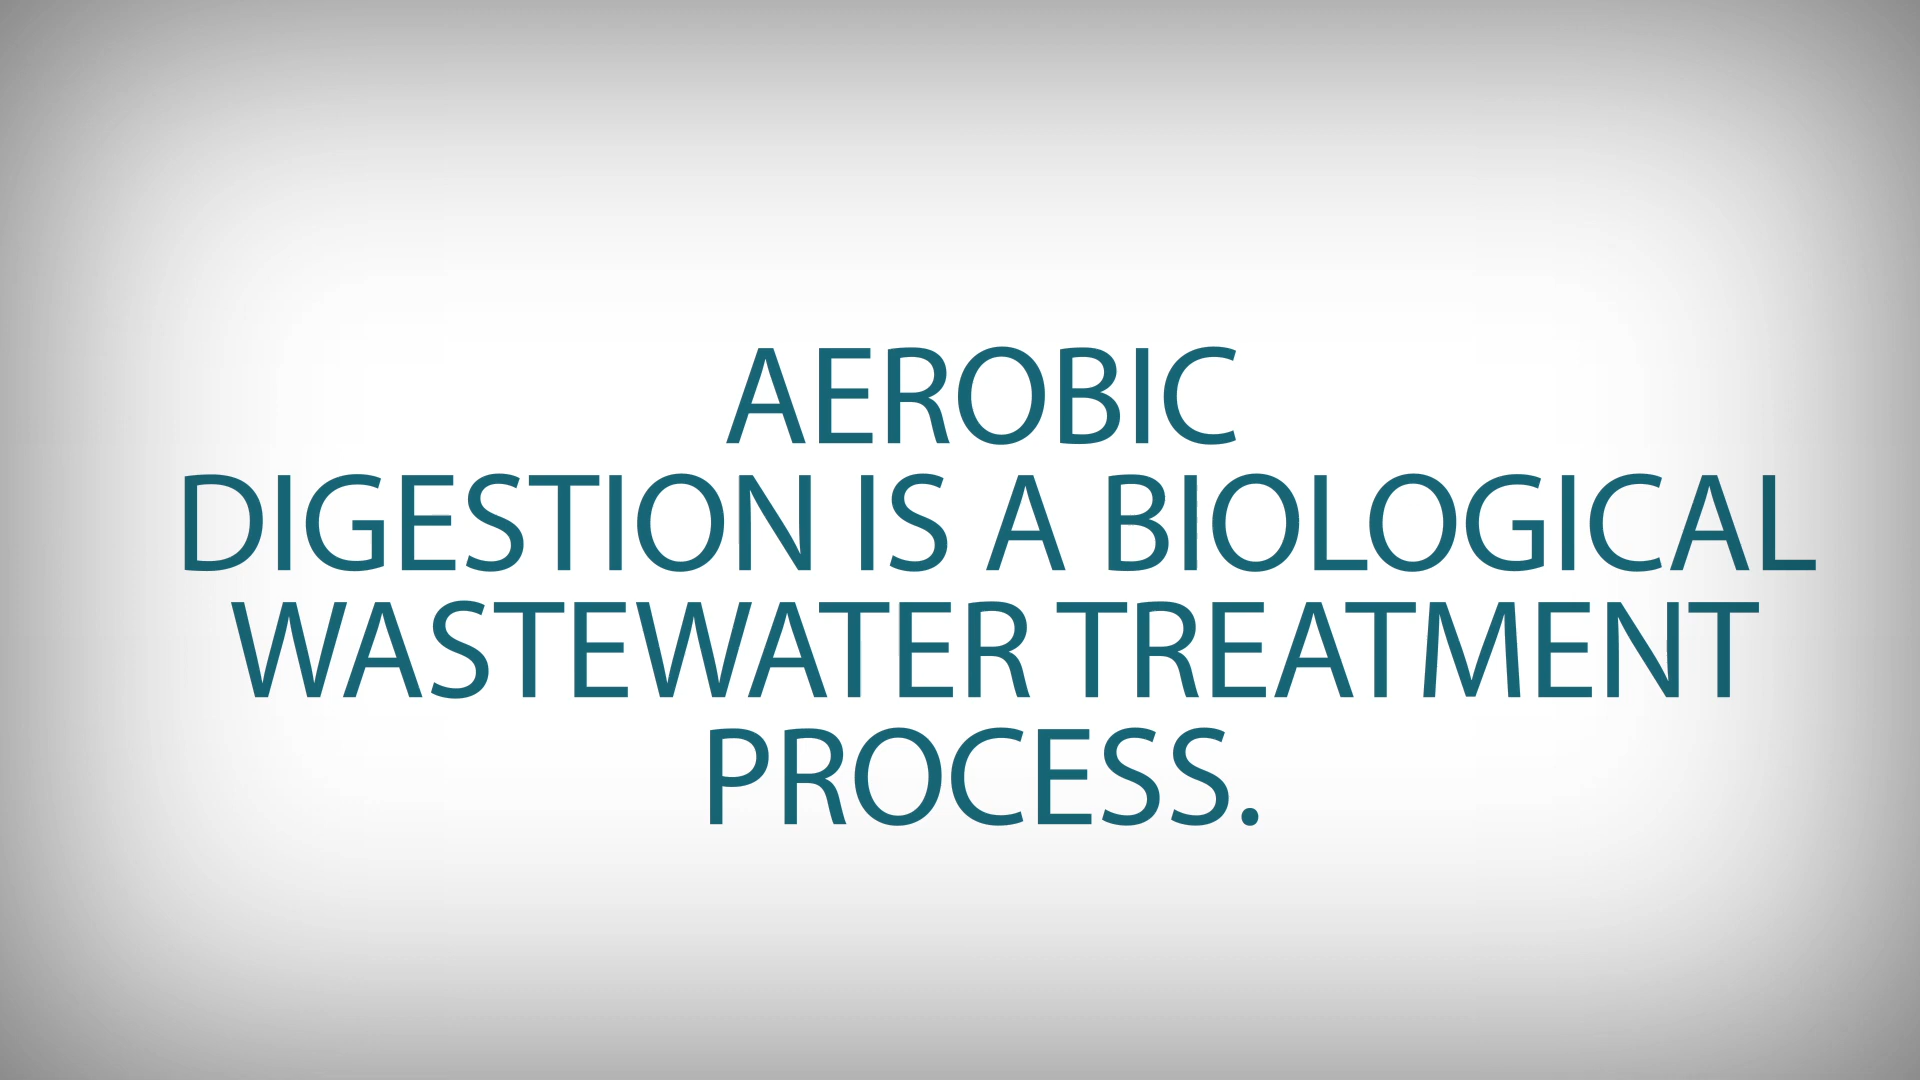 AEROBIC
DIGESTION IS A BIOLOGICAL
WASTEWATER TREATMENT
PROCESS.